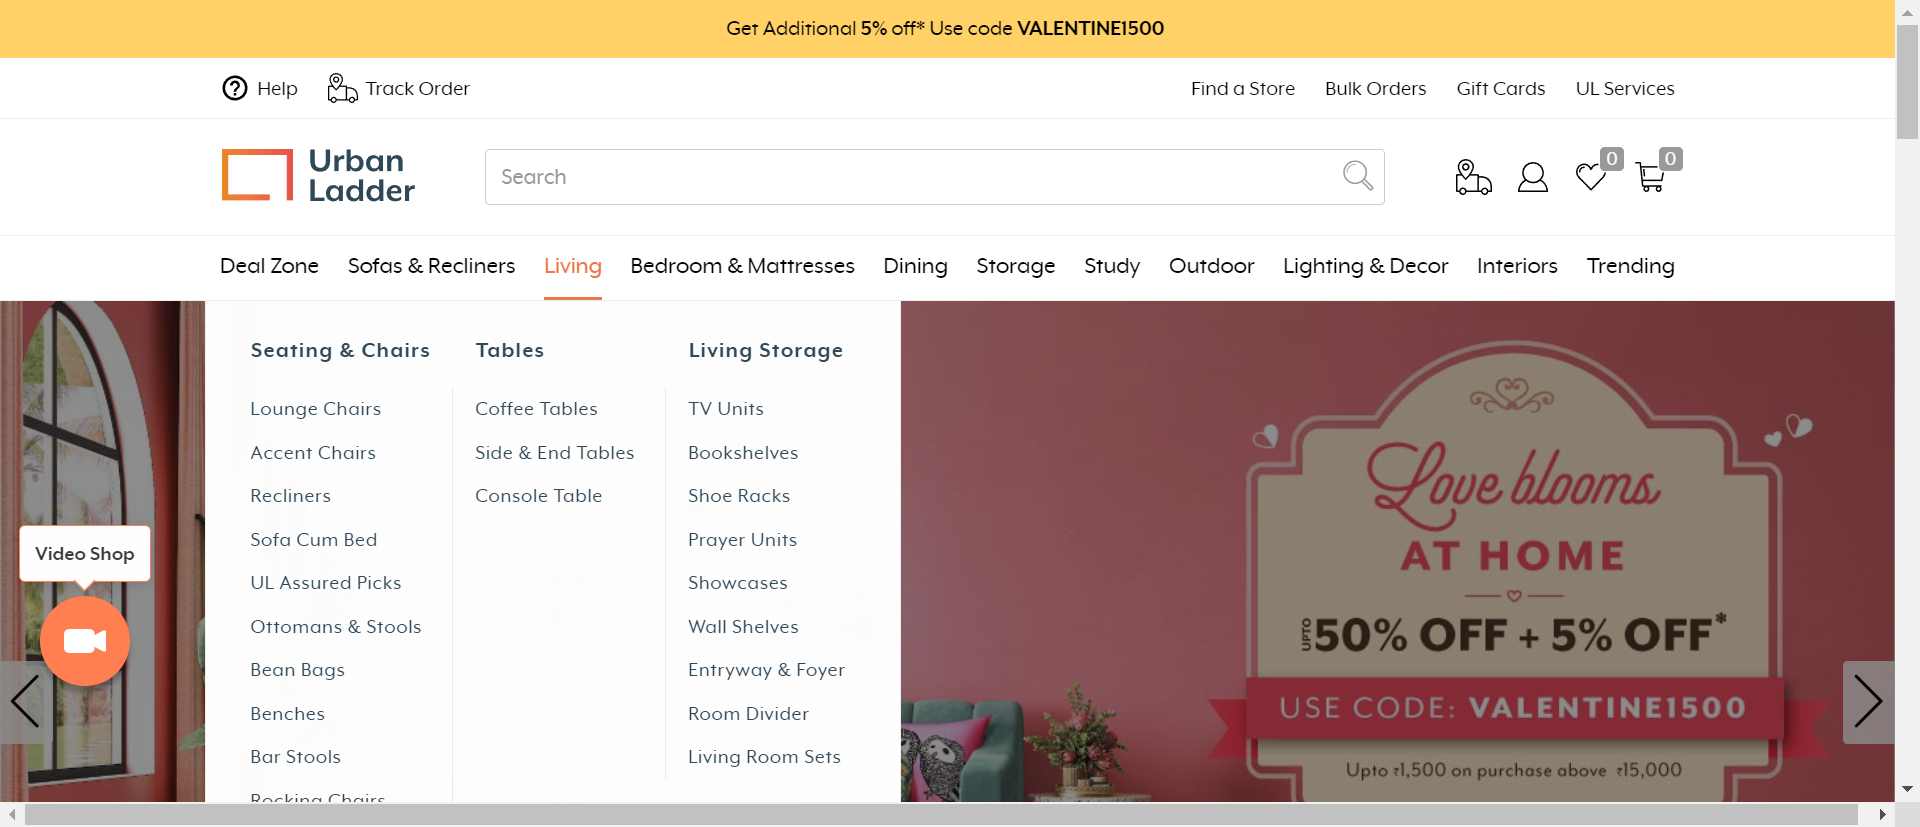 Get Additional 5% off* Use code VALENTINE1500
Help
Track Order
Find a Store
Bulk Orders
Gift Cards
UL Services
Urban
Ladder
Search
0
0
Deal Zone
Sofas & Recliners
Living
Bedroom & Mattresses
Dining
Storage
Study
Outdoor
Lighting & Decor
Interiors
Trending
Seating & Chairs
Lounge Chairs
Accent Chairs
Recliners
Sofa Cum Bed
UL Assured Picks
Ottomans & Stools
Bean Bags
Benches
Bar Stools
Rocking Chairs
Tables
Coffee Tables
Side & End Tables
Console Table
Living Storage
TV Units
Bookshelves
Shoe Racks
Prayer Units
Showcases
Wall Shelves
Entryway & Foyer
Room Divider
Living Room Sets
Video Shop
Love blooms
AT HOME
UPTO 50% OFF + 5% OFF*
USE CODE: VALENTINE1500
Upto ₹1,500 on purchase above ₹15,000